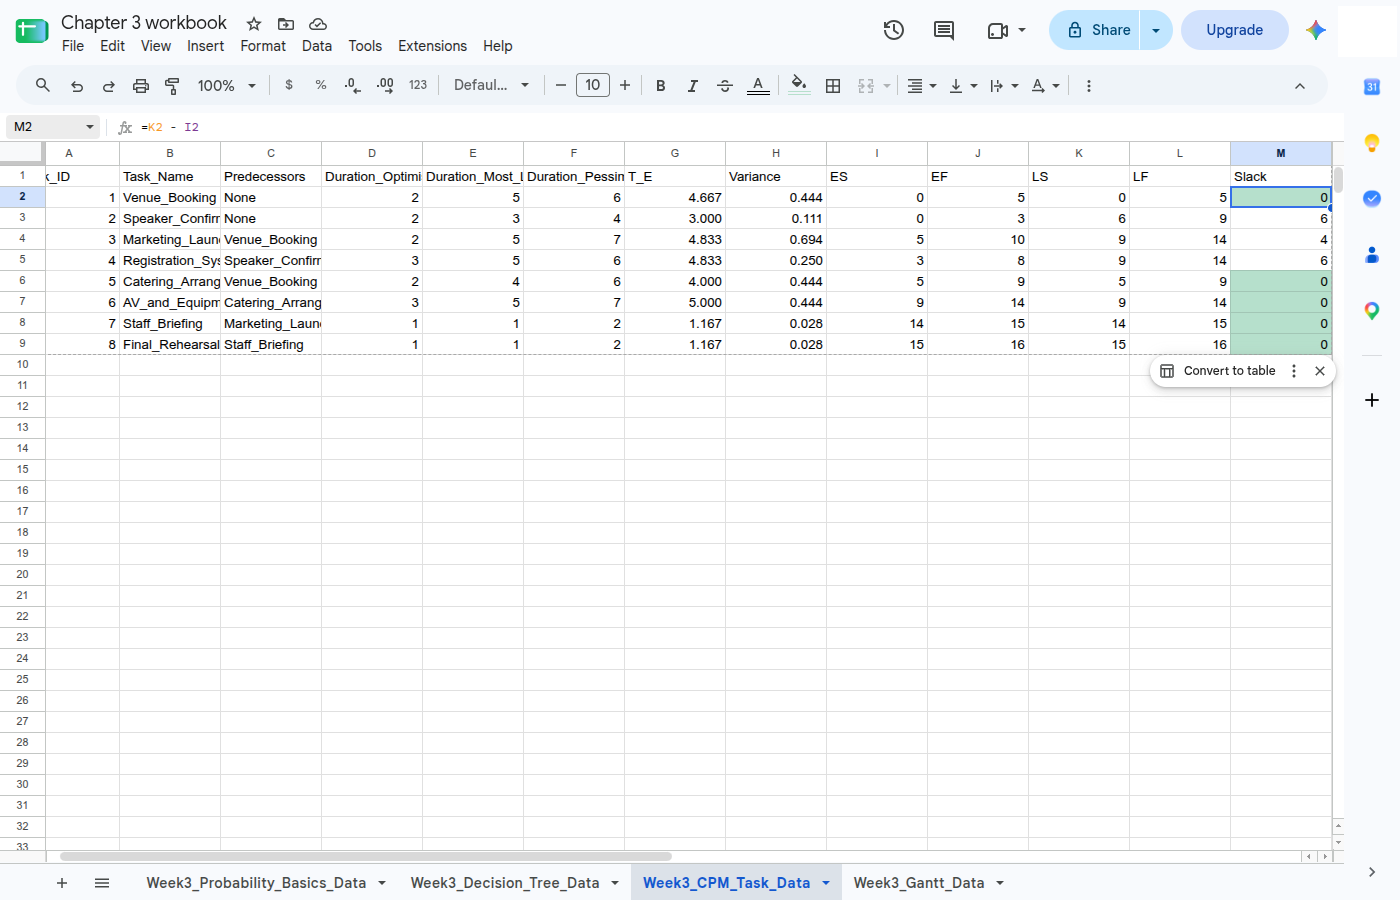 Chapter 3 workbook
File Edit View Insert Format Data Tools Extensions Help
Share
Upgrade
100% $ % .0 .00 123 Defaul... 10 B I A A
31
M2 fx =K2 - I2
A B C D E F G H I J K L M
1 k_ID Task_Name Predecessors Duration_Optimi Duration_Most_L Duration_Pessim T_E Variance ES EF LS LF Slack
2 1 Venue_Booking None 2 5 6 4.667 0.444 0 5 0 5 0
3 2 Speaker_Confirr None 2 3 4 3.000 0.111 0 3 6 9 6
4 3 Marketing_Laun Venue_Booking 2 5 7 4.833 0.694 5 10 9 14 4
5 4 Registration_Sys Speaker_Confirr 3 5 6 4.833 0.250 3 8 9 14 6
6 5 Catering_Arrang Venue_Booking 2 4 6 4.000 0.444 5 9 5 9 0
7 6 AV_and_Equipm Catering_Arrang 3 5 7 5.000 0.444 9 14 9 14 0
8 7 Staff_Briefing Marketing_Laun 1 1 2 1.167 0.028 14 15 14 15 0
9 8 Final_Rehearsal Staff_Briefing 1 1 2 1.167 0.028 15 16 15 16 0
10
Convert to table
11
12
13
14
15
16
17
18
19
20
21
22
23
24
25
26
27
28
29
30
31
32
33
Week3_Probability_Basics_Data Week3_Decision_Tree_Data Week3_CPM_Task_Data Week3_Gantt_Data